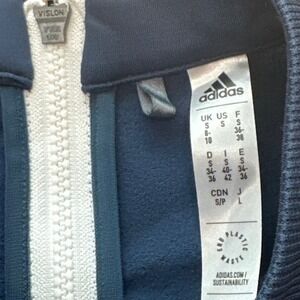 VISLON
YKK
adidas
UK US F
S S S
8- 36-
10 38
D I E
S S S
34- 40- 34-
36 42 36
CDN J
S/P L
END PLASTIC WASTE
ADIDAS.COM/
SUSTAINABILITY